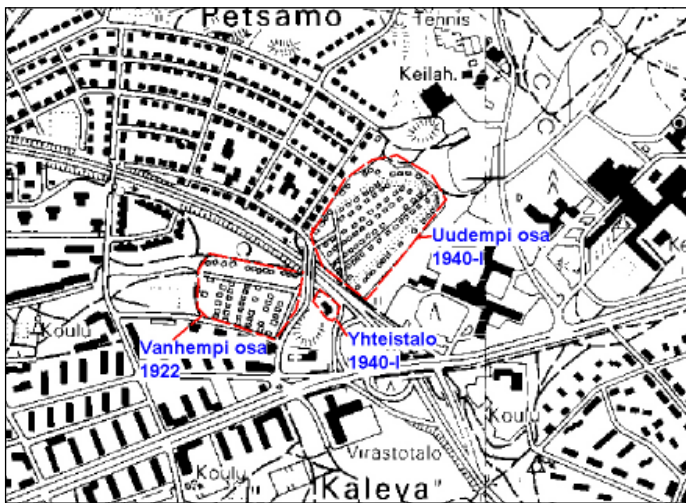 Petsamo
Tennis
Keilah.
Uudempi osa
1940-l
Koulu
Vanhempi osa
1922
Yhteistalo
1940-l
Koulu
Virastotalo
Koulu
"Kaleva"